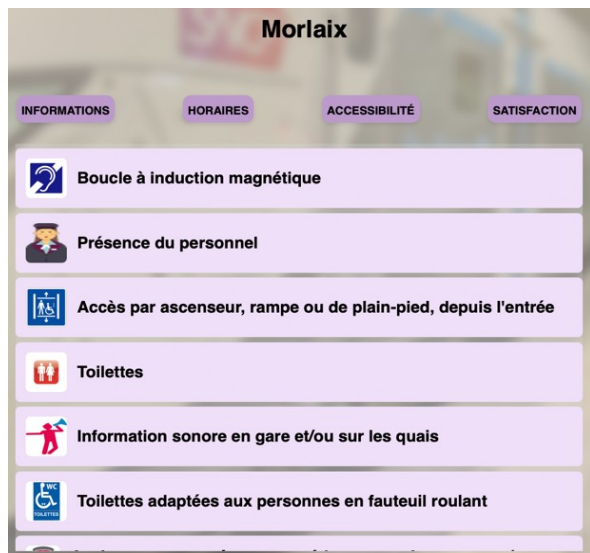 Morlaix
INFORMATIONS
HORAIRES
ACCESSIBILITÉ
SATISFACTION
Boucle à induction magnétique
Présence du personnel
Accès par ascenseur, rampe ou de plain-pied, depuis l'entrée
Toilettes
Information sonore en gare et/ou sur les quais
WC
TOILETTES
Toilettes adaptées aux personnes en fauteuil roulant